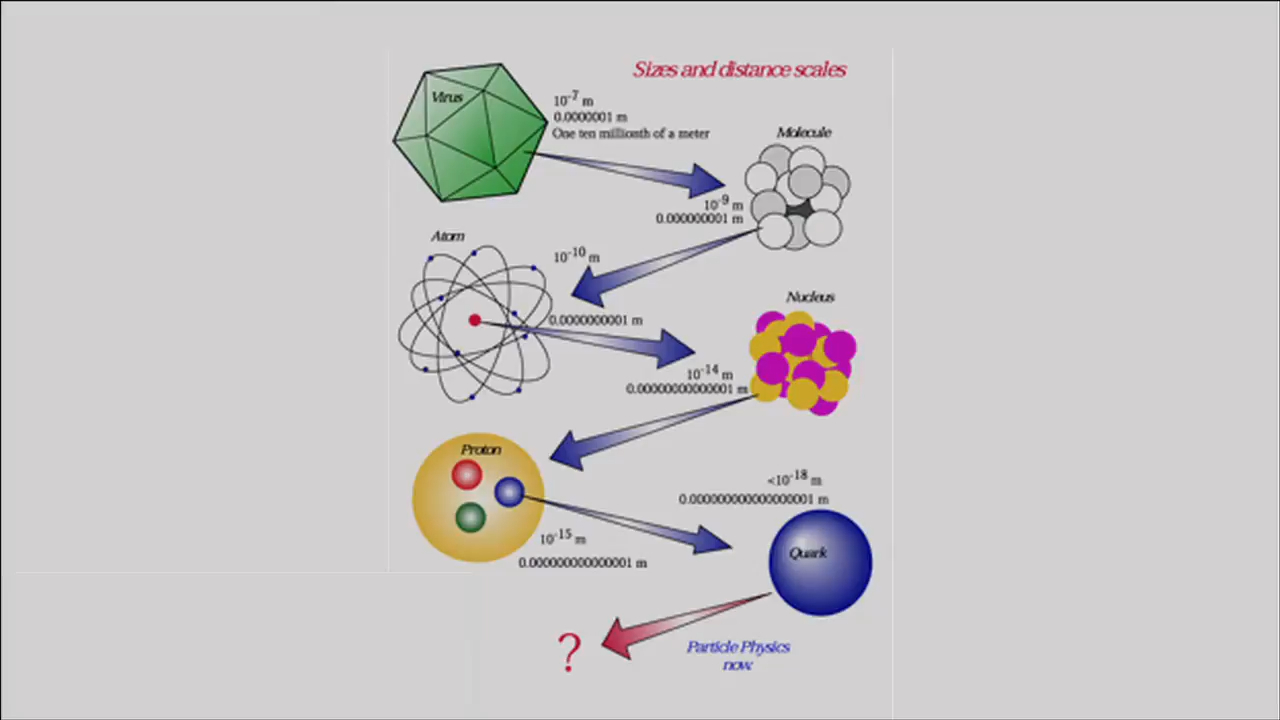 Sizes and distance scales
Virus
10⁻⁷ m
0.0000001 m
One ten millionth of a meter
Molecule
10⁻⁹ m
0.000000001 m
Atom
10⁻¹⁰ m
0.0000000001 m
Nucleus
10⁻¹⁴ m
0.00000000000001 m
Proton
10⁻¹⁵ m
0.000000000000001 m
<10⁻¹⁸ m
0.000000000000000001 m
Quark
?
Particle Physics
now.